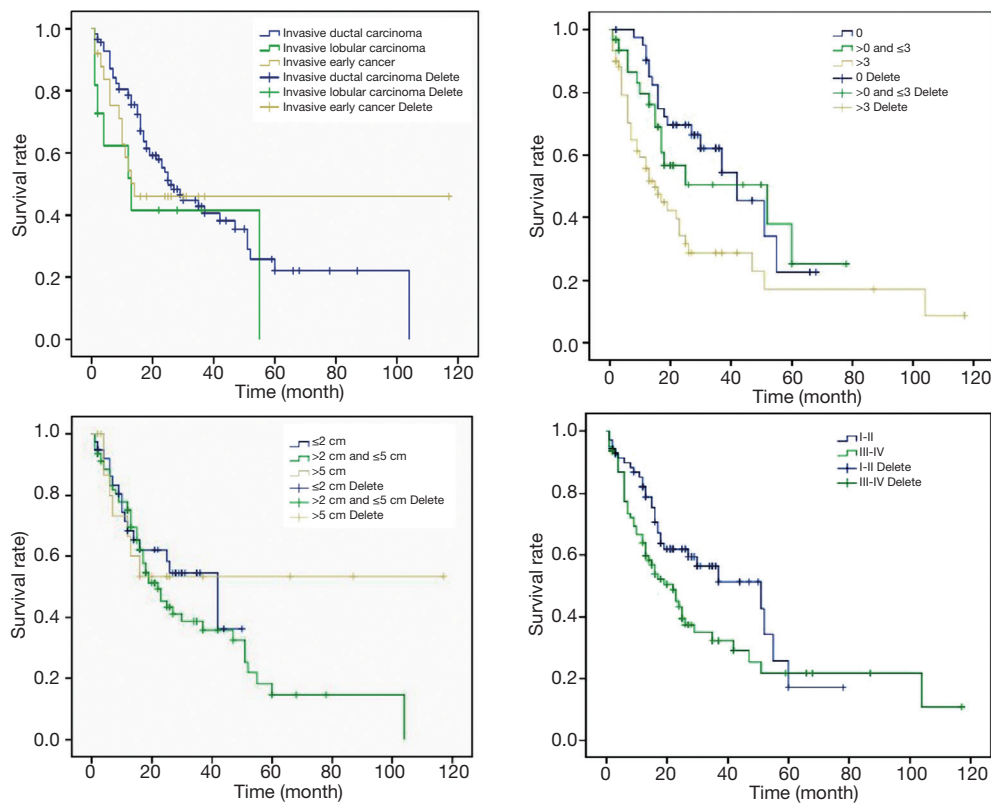 1.0
0.8
0.6
0.4
0.2
0.0
Survival rate
Invasive ductal carcinoma
Invasive lobular carcinoma
Invasive early cancer
Invasive ductal carcinoma Delete
Invasive lobular carcinoma Delete
Invasive early cancer Delete
0 20 40 60 80 100 120
Time (month)
1.0
0.8
0.6
0.4
0.2
0.0
Survival rate
0
>0 and ≤3
>3
0 Delete
>0 and ≤3 Delete
>3 Delete
0 20 40 60 80 100 120
Time (month)
1.0
0.8
0.6
0.4
0.2
0.0
Survival rate)
≤2 cm
>2 cm and ≤5 cm
>5 cm
≤2 cm Delete
>2 cm and ≤5 cm Delete
>5 cm Delete
0 20 40 60 80 100 120
Time (month)
1.0
0.8
0.6
0.4
0.2
0.0
Survival rate
I-II
III-IV
I-II Delete
III-IV Delete
0 20 40 60 80 100 120
Time (month)